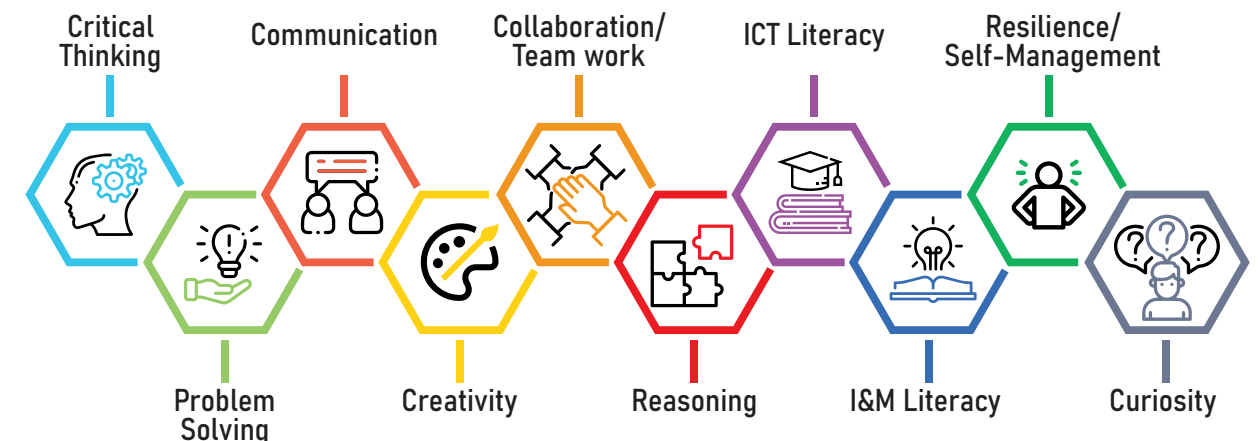 Critical
Thinking
Communication
Collaboration/
Team work
ICT Literacy
Resilience/
Self-Management
Problem
Solving
Creativity
Reasoning
I&M Literacy
Curiosity